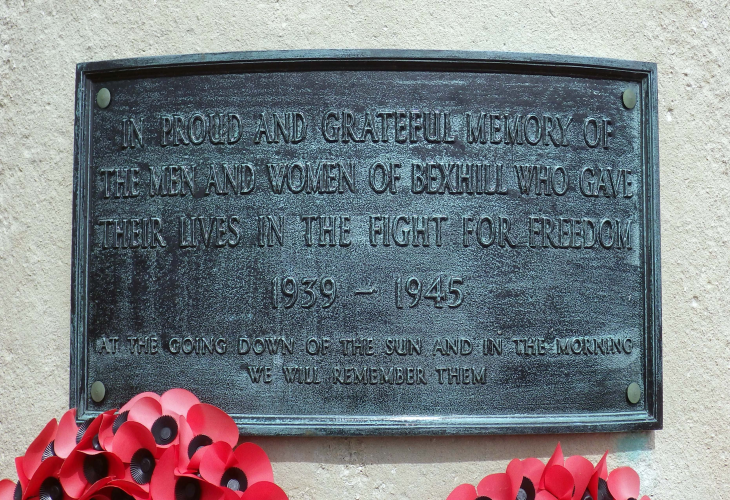 IN PROUD AND GRATEFUL MEMORY OF
THE MEN AND WOMEN OF BEXHILL WHO GAVE
THEIR LIVES IN THE FIGHT FOR FREEDOM
1939 – 1945
AT THE GOING DOWN OF THE SUN AND IN THE MORNING
WE WILL REMEMBER THEM